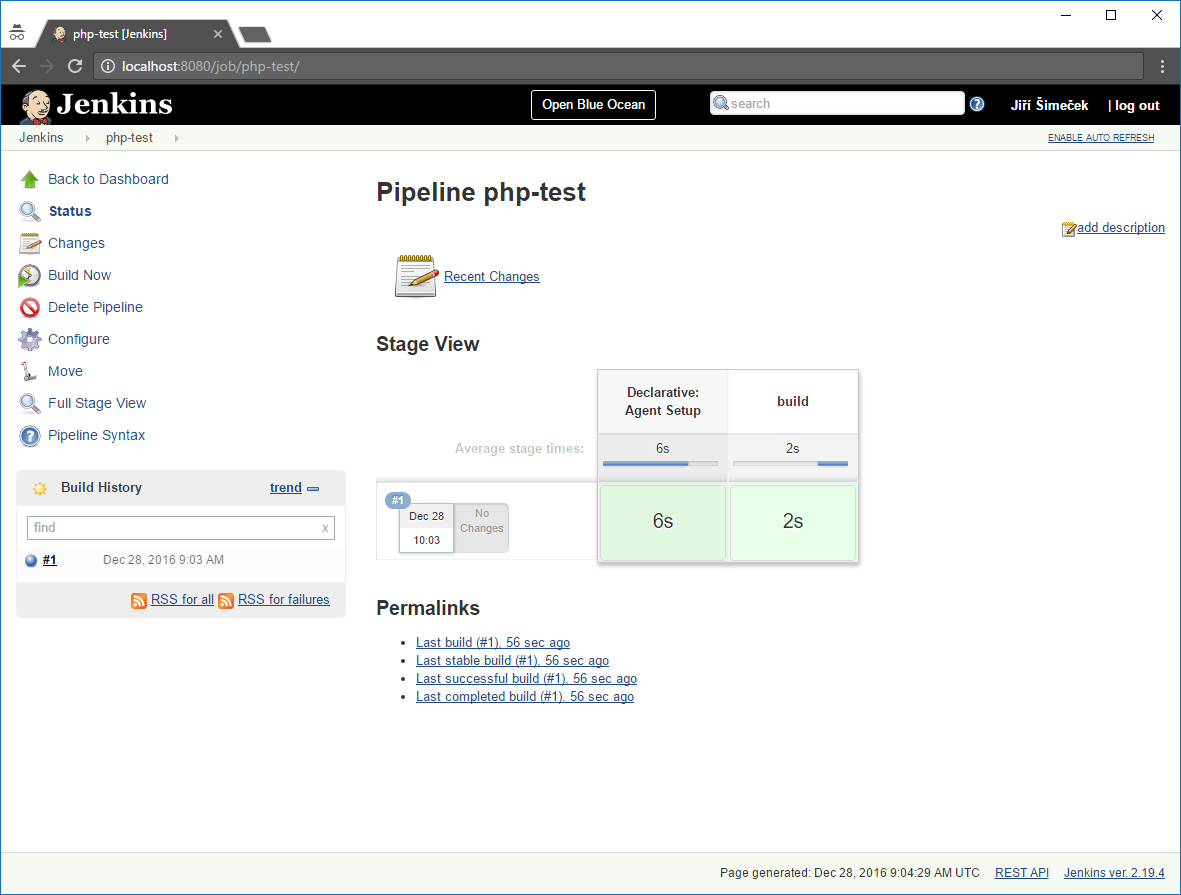 php-test [Jenkins]
localhost:8080/job/php-test/
Jenkins
Open Blue Ocean
search
Jiří Šimeček
| log out
Jenkins
php-test
ENABLE AUTO REFRESH
Back to Dashboard
Status
Changes
Build Now
Delete Pipeline
Configure
Move
Full Stage View
Pipeline Syntax
Build History
trend
find
x
#1
Dec 28, 2016 9:03 AM
RSS for all
RSS for failures
Pipeline php-test
add description
Recent Changes
Stage View
Declarative:
Agent Setup
build
Average stage times:
6s
2s
#1
Dec 28
10:03
No
Changes
6s
2s
Permalinks
Last build (#1), 56 sec ago
Last stable build (#1), 56 sec ago
Last successful build (#1), 56 sec ago
Last completed build (#1), 56 sec ago
Page generated: Dec 28, 2016 9:04:29 AM UTC
REST API
Jenkins ver. 2.19.4